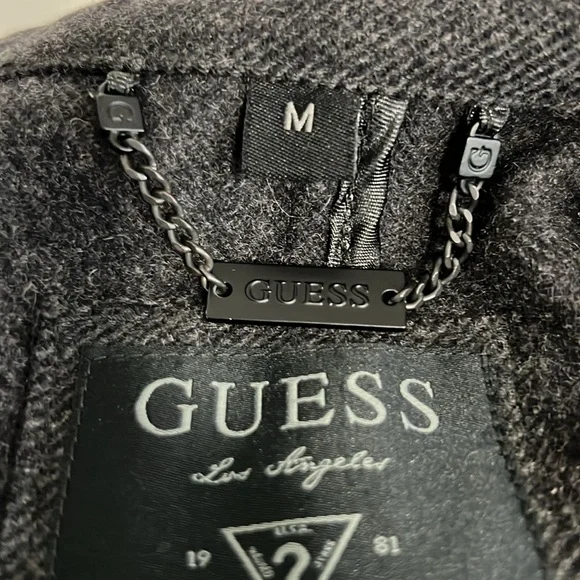 G
M
G
GUESS
GUESS
Los Angeles
U.S.A.
19 ? 81